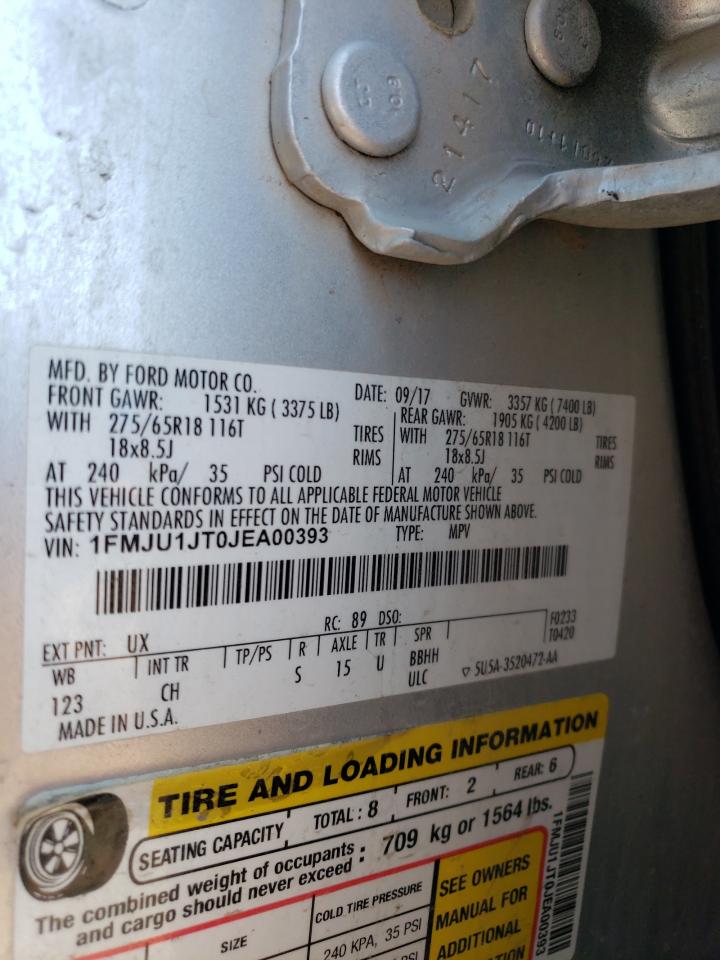 21417
MFD. BY FORD MOTOR CO.
DATE: 09/17 GVWR: 3357 KG ( 7400 LB)
FRONT GAWR: 1531 KG ( 3375 LB)
REAR GAWR: 1905 KG ( 4200 LB)
WITH 275/65R18 116T TIRES
WITH 275/65R18 116T TIRES
18x8.5J RIMS
18x8.5J RIMS
AT 240 kPa/ 35 PSI COLD
AT 240 kPa/ 35 PSI COLD
THIS VEHICLE CONFORMS TO ALL APPLICABLE FEDERAL MOTOR VEHICLE
SAFETY STANDARDS IN EFFECT ON THE DATE OF MANUFACTURE SHOWN ABOVE.
VIN: 1FMJU1JT0JEA00393 TYPE: MPV
EXT PNT: UX RC: 89 DSO: F0233
T0420
WB INT TR TP/PS R AXLE TR SPR
123 CH S 15 U BBHH
ULC ▽ 5U5A-3520472-AA
MADE IN U.S.A.
TIRE AND LOADING INFORMATION
SEATING CAPACITY TOTAL : 8 FRONT: 2 REAR: 6
The combined weight of occupants
and cargo should never exceed : 709 kg or 1564 lbs.
SIZE COLD TIRE PRESSURE
240 KPA, 35 PSI
SEE OWNERS
MANUAL FOR
ADDITIONAL
1FMJU1JT0JEA00393